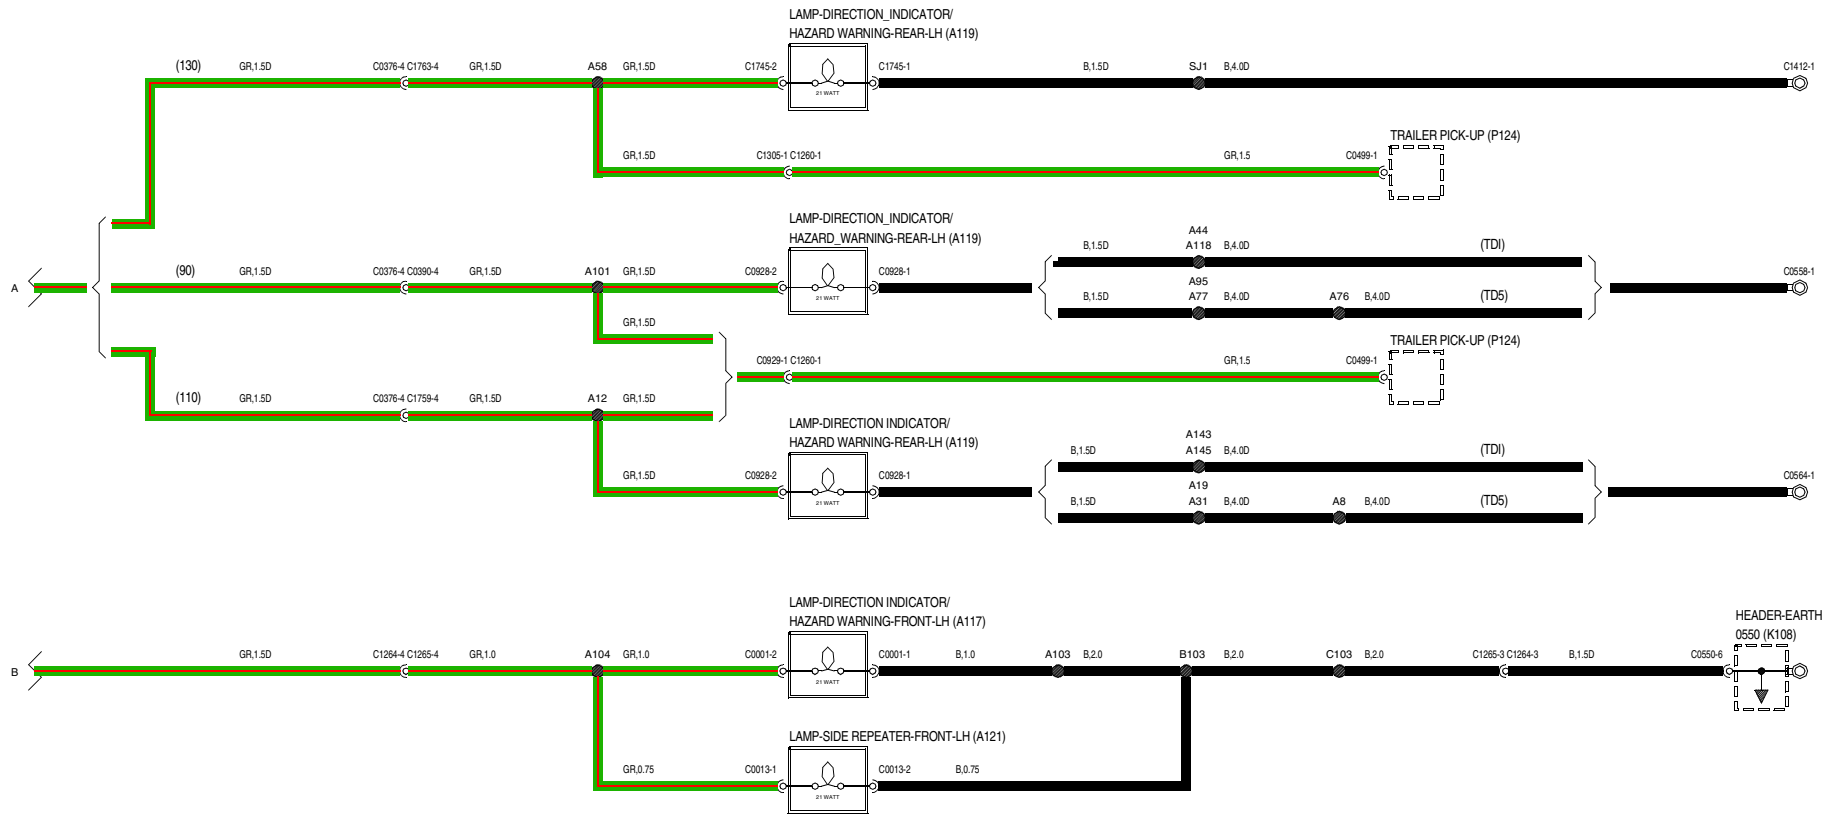 LAMP-DIRECTION_INDICATOR/
HAZARD WARNING-REAR-LH (A119)
(130) GR,1.5D C0376-4 C1763-4 GR,1.5D A58 GR,1.5D C1745-2 C1745-1 B,1.5D SJ1 B,4.0D C1412-1
21 WATT
TRAILER PICK-UP (P124)
GR,1.5D C1305-1 C1260-1 GR,1.5 C0499-1
LAMP-DIRECTION_INDICATOR/
HAZARD_WARNING-REAR-LH (A119)
A44
B,1.5D A118 B,4.0D (TDI)
A (90) GR,1.5D C0376-4 C0390-4 GR,1.5D A101 GR,1.5D C0928-2 C0928-1 C0558-1
21 WATT
A95
B,1.5D A77 B,4.0D A76 B,4.0D (TD5)
GR,1.5D
TRAILER PICK-UP (P124)
C0929-1 C1260-1 GR,1.5 C0499-1
(110) GR,1.5D C0376-4 C1759-4 GR,1.5D A12 GR,1.5D
LAMP-DIRECTION INDICATOR/
HAZARD WARNING-REAR-LH (A119)
A143
B,1.5D A145 B,4.0D (TDI)
GR,1.5D C0928-2 C0928-1 C0564-1
21 WATT
A19
B,1.5D A31 B,4.0D A8 B,4.0D (TD5)
LAMP-DIRECTION INDICATOR/
HAZARD WARNING-FRONT-LH (A117)
HEADER-EARTH
0550 (K108)
B GR,1.5D C1264-4 C1265-4 GR,1.0 A104 GR,1.0 C0001-2 C0001-1 B,1.0 A103 B,2.0 B103 B,2.0 C103 B,2.0 C1265-3 C1264-3 B,1.5D C0550-6
21 WATT
LAMP-SIDE REPEATER-FRONT-LH (A121)
GR,0.75 C0013-1 C0013-2 B,0.75
21 WATT